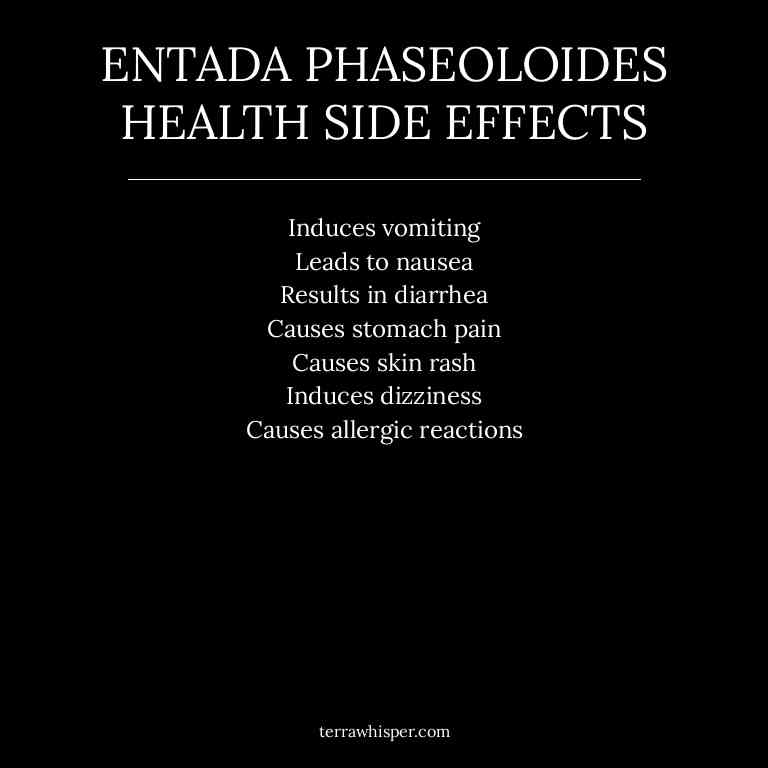 ENTADA PHASEOLOIDES
HEALTH SIDE EFFECTS
Induces vomiting
Leads to nausea
Results in diarrhea
Causes stomach pain
Causes skin rash
Induces dizziness
Causes allergic reactions
terrawhisper.com